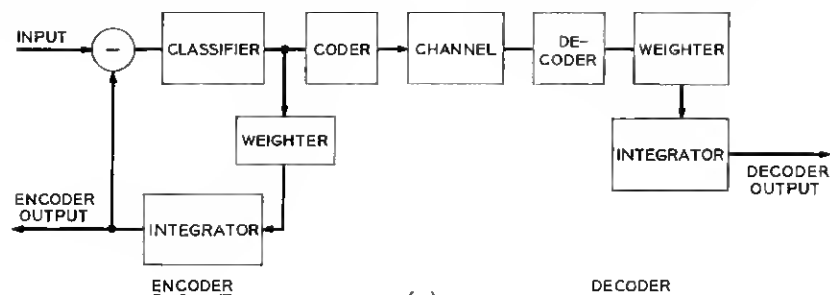 INPUT
−
CLASSIFIER
CODER
CHANNEL
DE-
CODER
WEIGHTER
WEIGHTER
INTEGRATOR
DECODER
OUTPUT
ENCODER
OUTPUT
INTEGRATOR
ENCODER
DECODER